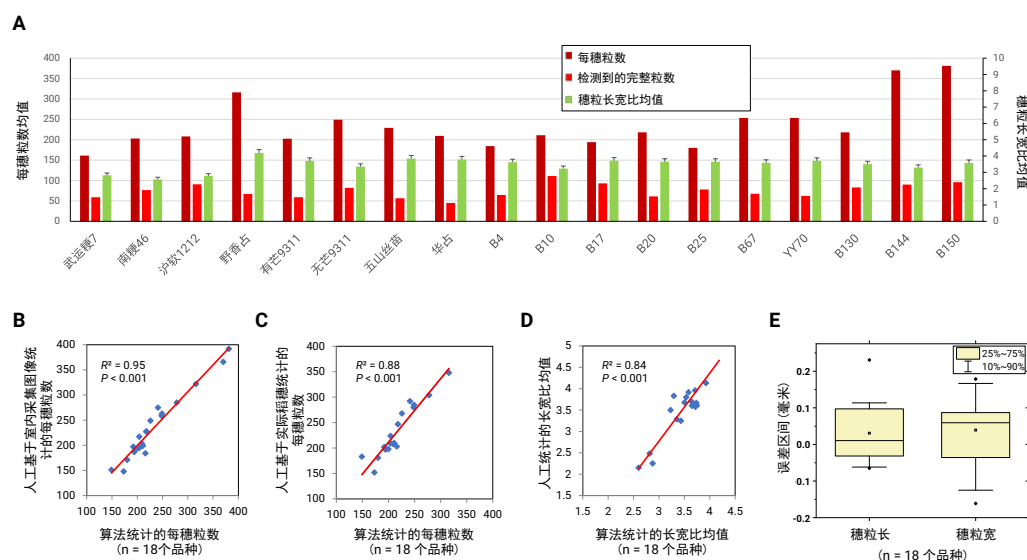 A
每穗粒数
检测到的完整粒数
穗粒长宽比均值
每穗粒数均值
400
350
300
250
200
150
100
50
0
穗粒长宽比均值
10
9
8
7
6
5
4
3
2
1
0
武运粳7
南粳46
沪软1212
野香占
有芒9311
无芒9311
五山丝苗
华占
B4
B10
B17
B20
B25
B67
YY70
B130
B144
B150
B
人工基于室内采集图像统
计的每穗粒数
400
350
300
250
200
150
100
R² = 0.95
P < 0.001
100 150 200 250 300 350 400
算法统计的每穗粒数
(n = 18个品种)
C
人工基于实际稻穗统计的
每穗粒数
400
350
300
250
200
150
100
R² = 0.88
P < 0.001
100 150 200 250 300 350 400
算法统计的每穗粒数
(n = 18 个品种)
D
人工统计的长宽比均值
5
4.5
4
3.5
3
2.5
2
1.5
1
R² = 0.84
P < 0.001
1.5 2 2.5 3 3.5 4 4.5
算法统计的长宽比均值
(n = 18 个品种)
E
25%~75%
10%~90%
误差区间(毫米)
0.2
0.10
0.0
0.1
-0.2
穗粒长 穗粒宽
(n = 18 个品种)